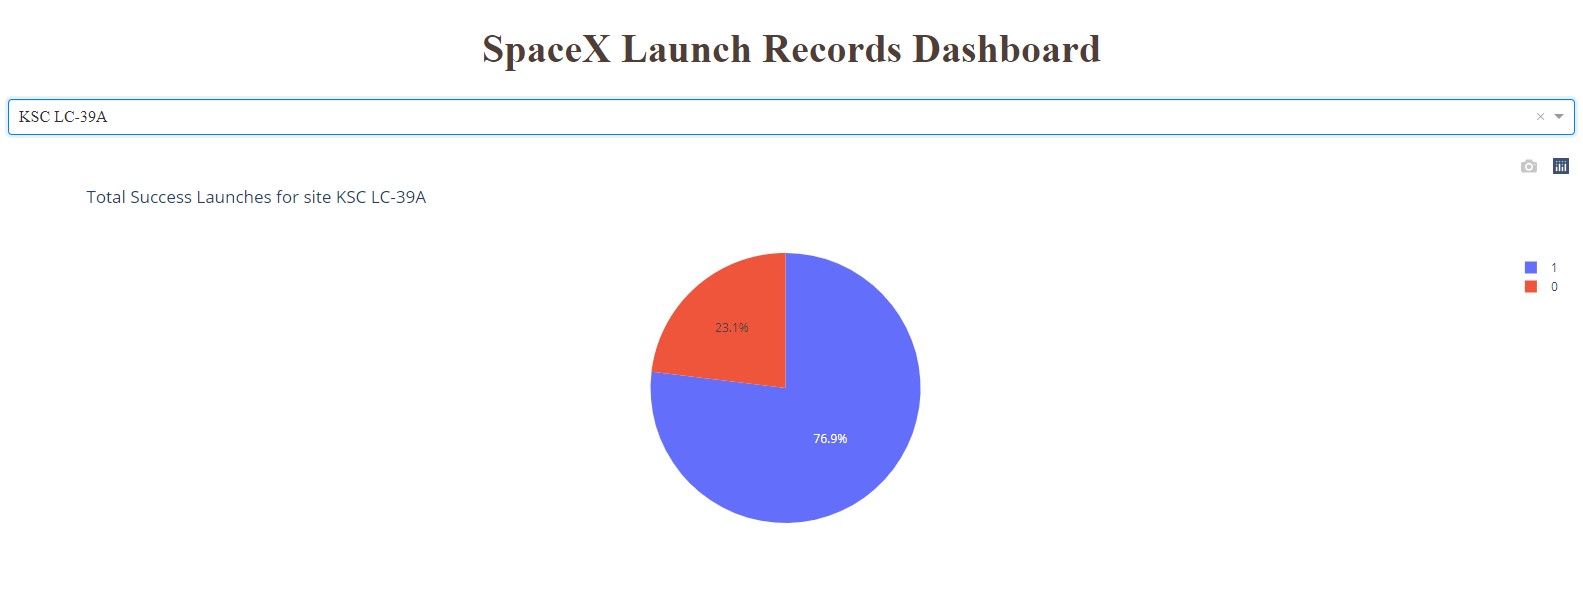 SpaceX Launch Records Dashboard
KSC LC-39A
Total Success Launches for site KSC LC-39A
1
0
23.1%
76.9%